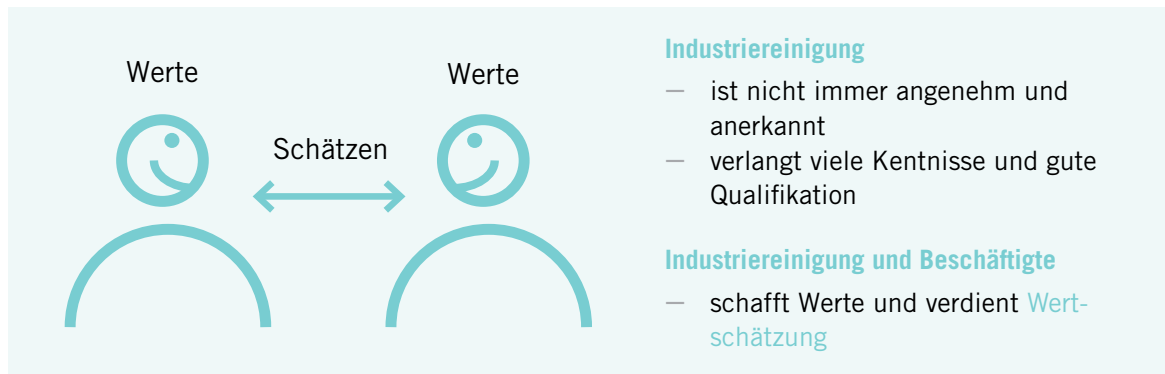 Werte
Werte
Schätzen
Industriereinigung
— ist nicht immer angenehm und
anerkannt
— verlangt viele Kentnisse und gute
Qualifikation
Industriereinigung und Beschäftigte
— schafft Werte und verdient Wert-
schätzung